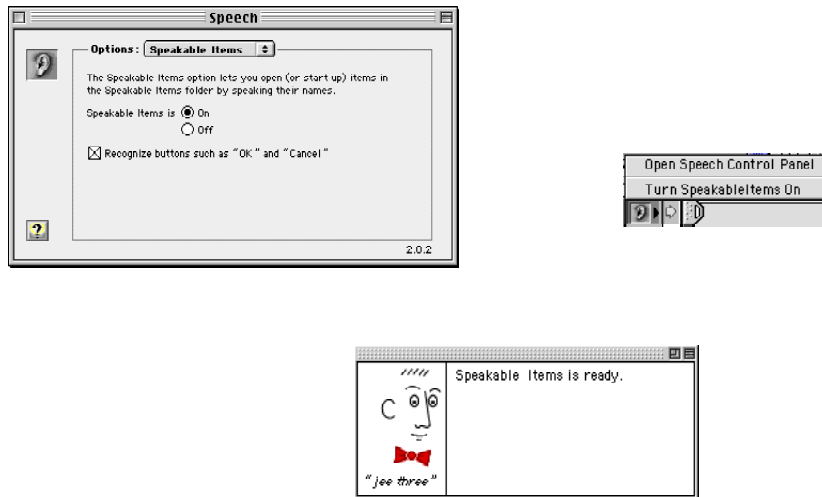 Speech
Options: Speakable Items
The Speakable Items option lets you open (or start up) items in
the Speakable Items folder by speaking their names.
Speakable Items is On
Off
Recognize buttons such as "OK" and "Cancel"
?
2.0.2
Open Speech Control Panel
Turn SpeakableItems On
Speakable Items is ready.
"jee three"